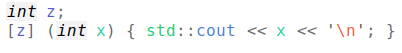 int z;
[z] (int x) { std::cout << x << '\n'; }